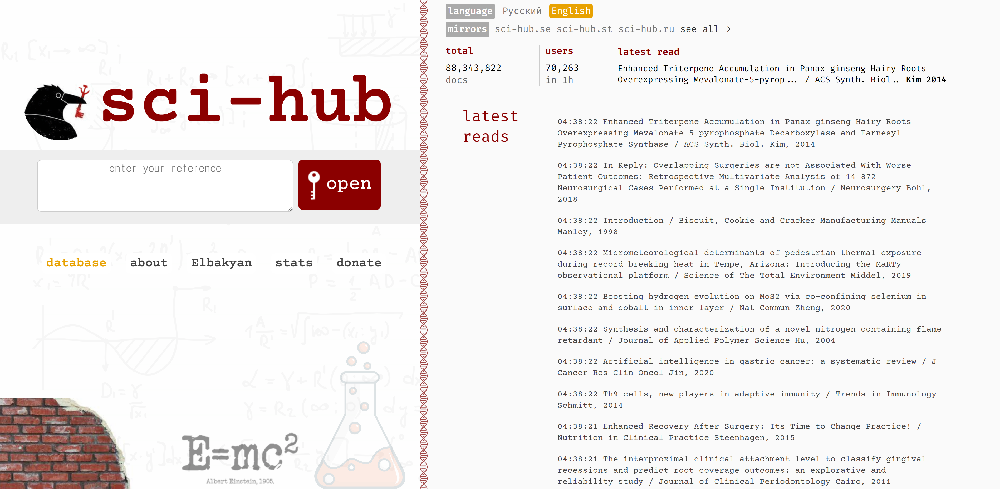 sci-hub
enter your reference
open
database about Elbakyan stats donate
E=mc²
Albert Einstein, 1905.
language Русский English
mirrors sci-hub.se sci-hub.st sci-hub.ru see all →
total
88,343,822
docs
users
70,263
in 1h
latest read
Enhanced Triterpene Accumulation in Panax ginseng Hairy Roots
Overexpressing Mevalonate-5-pyrop... / ACS Synth. Biol.. Kim 2014
latest
reads
04:38:22 Enhanced Triterpene Accumulation in Panax ginseng Hairy Roots
Overexpressing Mevalonate-5-pyrophosphate Decarboxylase and Farnesyl
Pyrophosphate Synthase / ACS Synth. Biol. Kim, 2014
04:38:22 In Reply: Overlapping Surgeries are not Associated With Worse
Patient Outcomes: Retrospective Multivariate Analysis of 14 872
Neurosurgical Cases Performed at a Single Institution / Neurosurgery Bohl,
2018
04:38:22 Introduction / Biscuit, Cookie and Cracker Manufacturing Manuals
Manley, 1998
04:38:22 Micrometeorological determinants of pedestrian thermal exposure
during record-breaking heat in Tempe, Arizona: Introducing the MaRTy
observational platform / Science of The Total Environment Middel, 2019
04:38:22 Boosting hydrogen evolution on MoS2 via co-confining selenium in
surface and cobalt in inner layer / Nat Commun Zheng, 2020
04:38:22 Synthesis and characterization of a novel nitrogen-containing flame
retardant / Journal of Applied Polymer Science Hu, 2004
04:38:22 Artificial intelligence in gastric cancer: a systematic review / J
Cancer Res Clin Oncol Jin, 2020
04:38:22 Th9 cells, new players in adaptive immunity / Trends in Immunology
Schmitt, 2014
04:38:21 Enhanced Recovery After Surgery: Its Time to Change Practice! /
Nutrition in Clinical Practice Steenhagen, 2015
04:38:21 The interproximal clinical attachment level to classify gingival
recessions and predict root coverage outcomes: an explorative and
reliability study / Journal of Clinical Periodontology Cairo, 2011